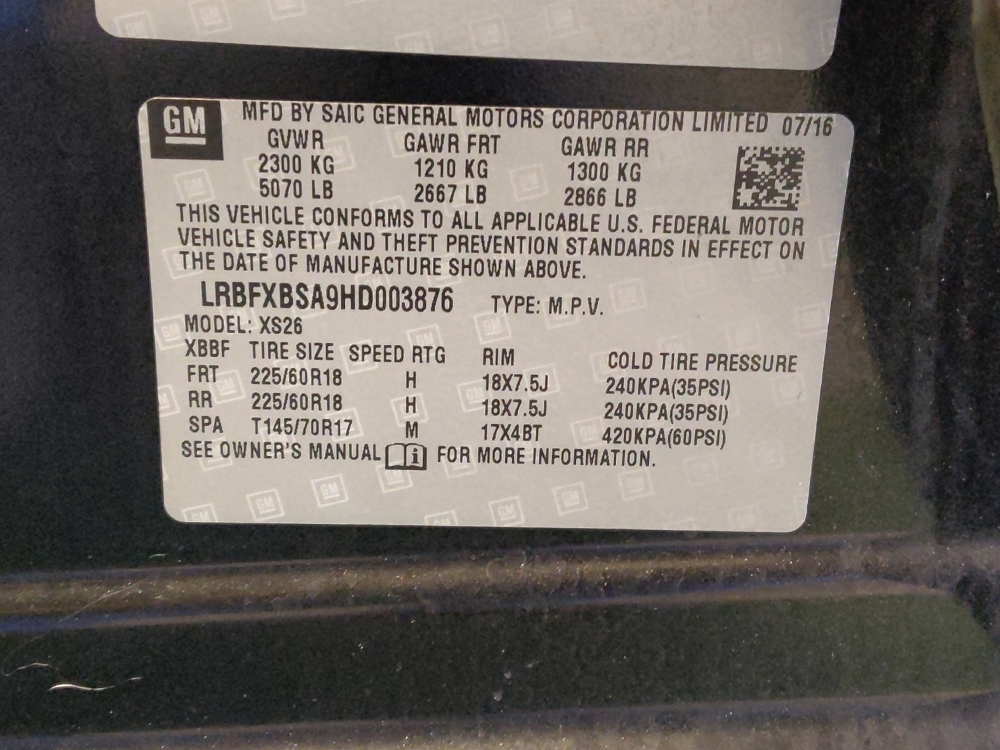 GM MFD BY SAIC GENERAL MOTORS CORPORATION LIMITED 07/16
GVWR GAWR FRT GAWR RR
2300 KG 1210 KG 1300 KG
5070 LB 2667 LB 2866 LB
THIS VEHICLE CONFORMS TO ALL APPLICABLE U.S. FEDERAL MOTOR
VEHICLE SAFETY AND THEFT PREVENTION STANDARDS IN EFFECT ON
THE DATE OF MANUFACTURE SHOWN ABOVE.
LRBFXBSA9HD003876 TYPE: M.P.V.
MODEL: XS26
XBBF TIRE SIZE SPEED RTG RIM COLD TIRE PRESSURE
FRT 225/60R18 H 18X7.5J 240KPA(35PSI)
RR 225/60R18 H 18X7.5J 240KPA(35PSI)
SPA T145/70R17 M 17X4BT 420KPA(60PSI)
SEE OWNER'S MANUAL i FOR MORE INFORMATION.